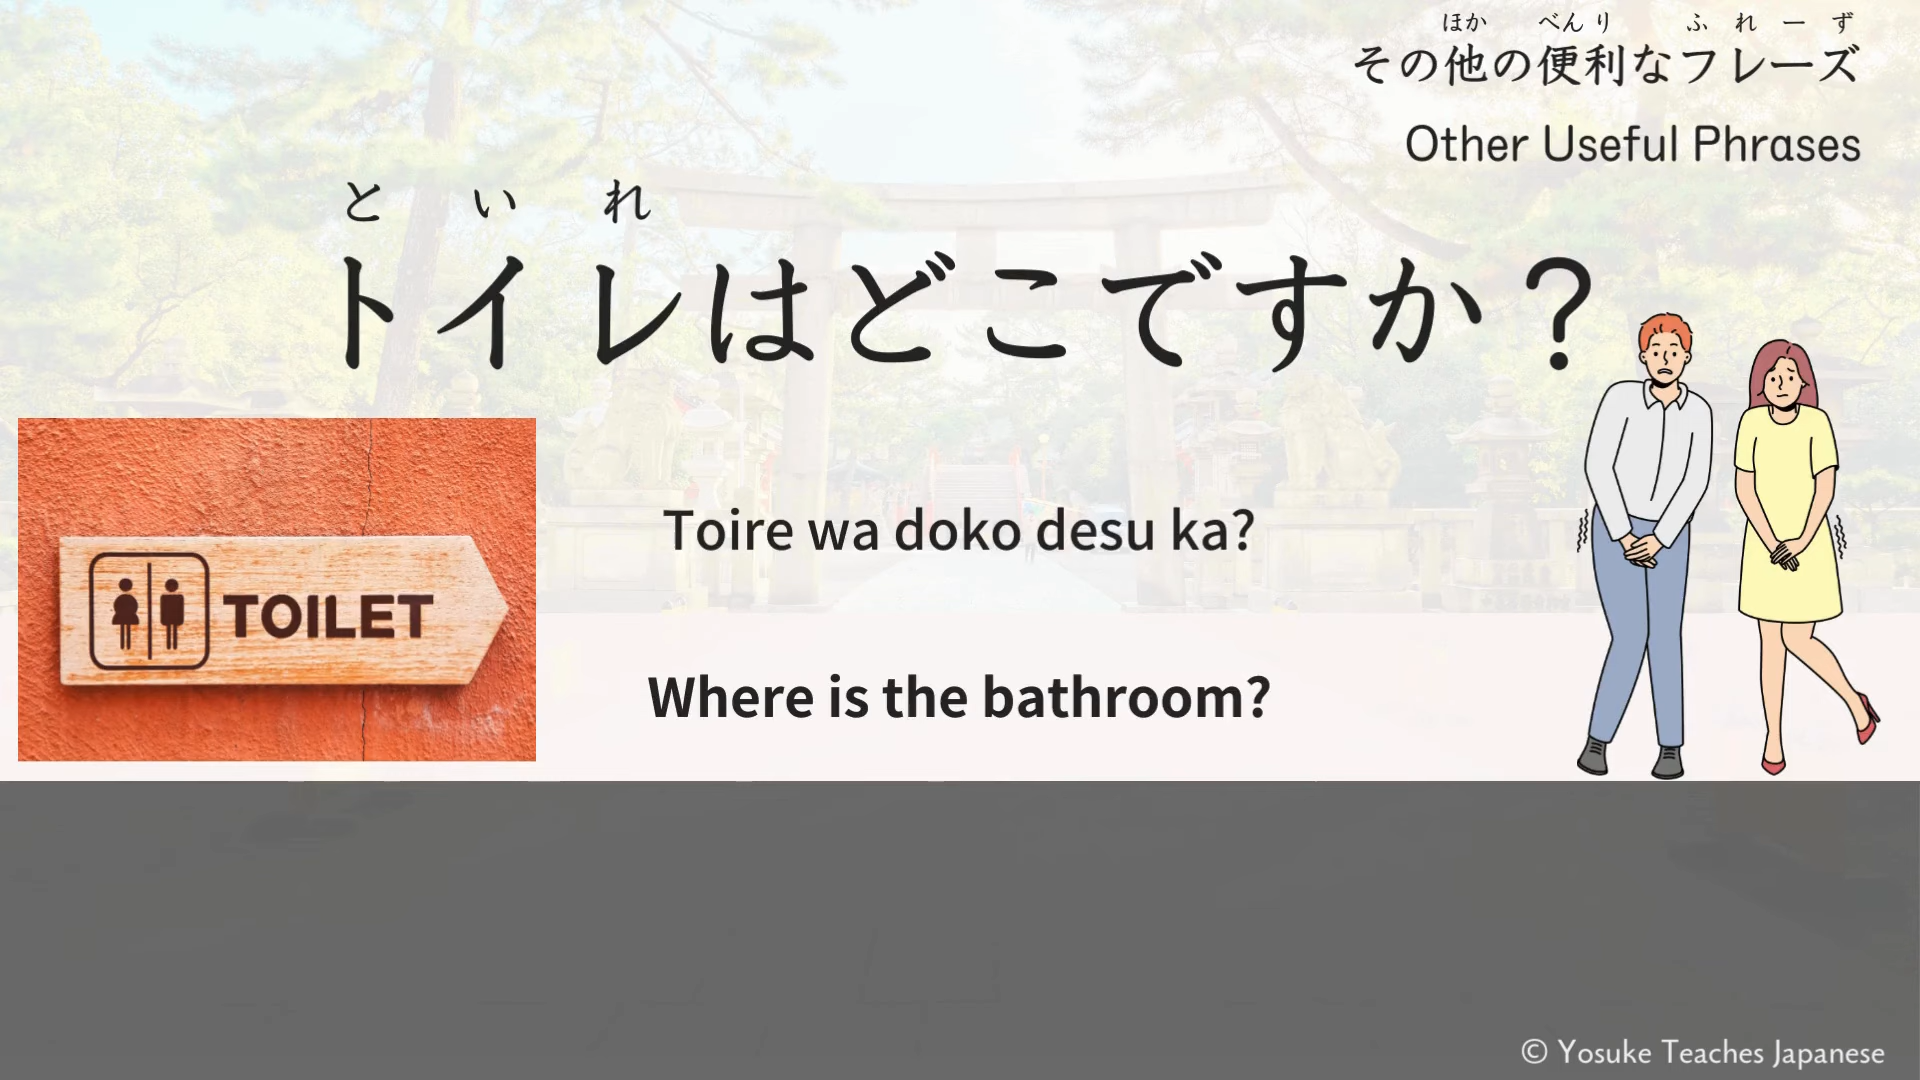 ほか べんり ふれーず
その他の便利なフレーズ
Other Useful Phrases
といれ
トイレはどこですか？
TOILET
Toire wa doko desu ka?
Where is the bathroom?
© Yosuke Teaches Japanese